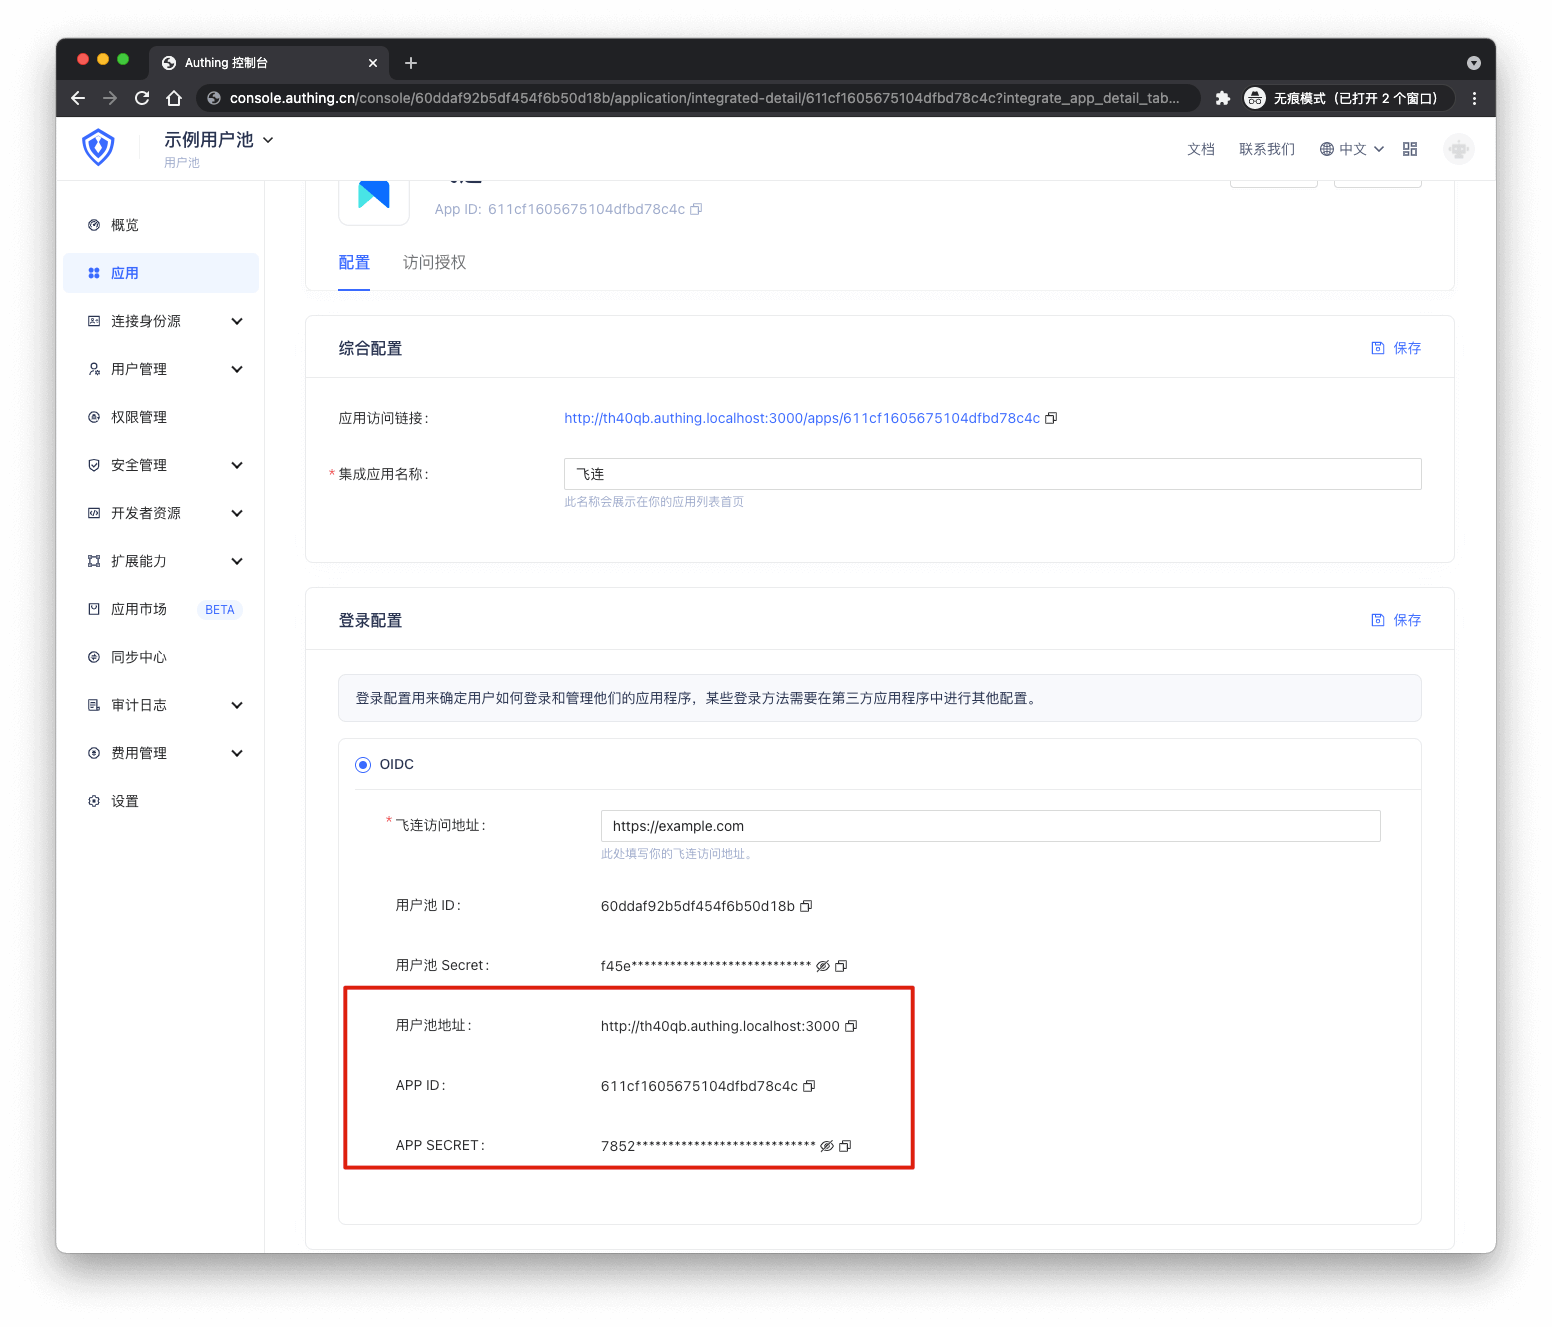 Authing 控制台
console.authing.cn/console/60ddaf92b5df454f6b50d18b/application/integrated-detail/611cf1605675104dfbd78c4c?integrate_app_detail_tab...
无痕模式（已打开 2 个窗口）
示例用户池
用户池
文档
联系我们
中文
概览
应用
连接身份源
用户管理
权限管理
安全管理
开发者资源
扩展能力
应用市场
BETA
同步中心
审计日志
费用管理
设置
App ID: 611cf1605675104dfbd78c4c
配置
访问授权
综合配置
保存
应用访问链接:
http://th40qb.authing.localhost:3000/apps/611cf1605675104dfbd78c4c
* 集成应用名称:
飞连
此名称会展示在你的应用列表首页
登录配置
保存
登录配置用来确定用户如何登录和管理他们的应用程序，某些登录方法需要在第三方应用程序中进行其他配置。
OIDC
* 飞连访问地址:
https://example.com
此处填写你的飞连访问地址。
用户池 ID:
60ddaf92b5df454f6b50d18b
用户池 Secret:
f45e****************************
用户池地址:
http://th40qb.authing.localhost:3000
APP ID:
611cf1605675104dfbd78c4c
APP SECRET:
7852****************************